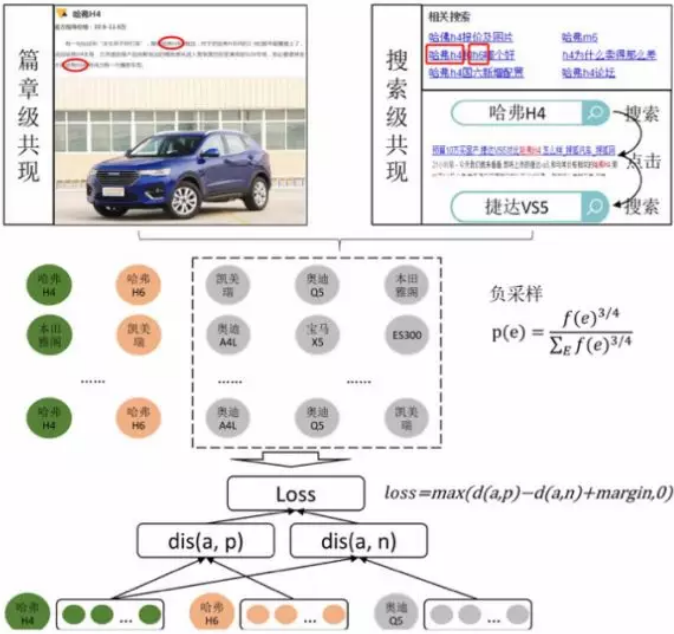 篇章级共现
哈弗H4
搜索级共现
相关搜索
哈弗h4报价及图片
哈弗m6
哈弗h4和h6哪个好
h4为什么卖得那么差
哈弗h4国六新增配置
哈弗h4论坛
哈弗H4
搜索
点击
捷达VS5
搜索
哈弗H4
哈弗H6
凯美瑞
奥迪Q5
本田雅阁
本田雅阁
凯美瑞
奥迪A4L
宝马X5
ES300
……
……
……
哈弗H4
哈弗H6
奥迪A4L
奥迪Q5
凯美瑞
负采样
p(e) = f(e)^3/4 / ∑_E f(e)^3/4
Loss
loss=max(d(a,p)−d(a,n)+margin,0)
dis(a, p)
dis(a, n)
哈弗H4
...
哈弗H6
...
奥迪Q5
...